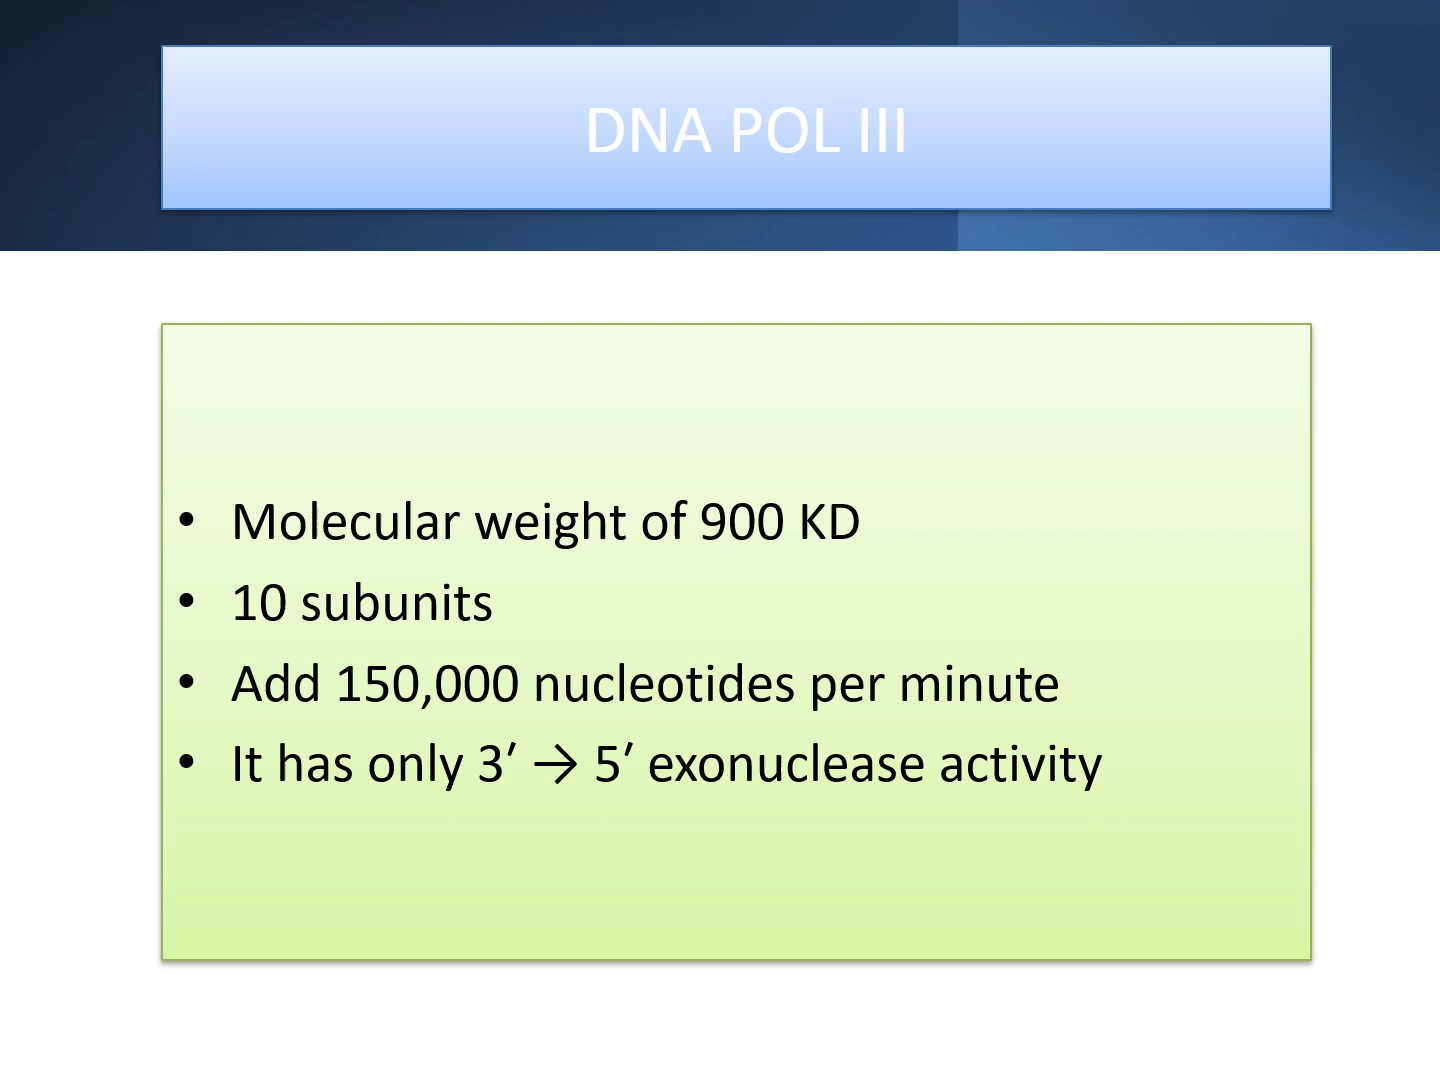 DNA POL III
• Molecular weight of 900 KD
• 10 subunits
• Add 150,000 nucleotides per minute
• It has only 3′ → 5′ exonuclease activity